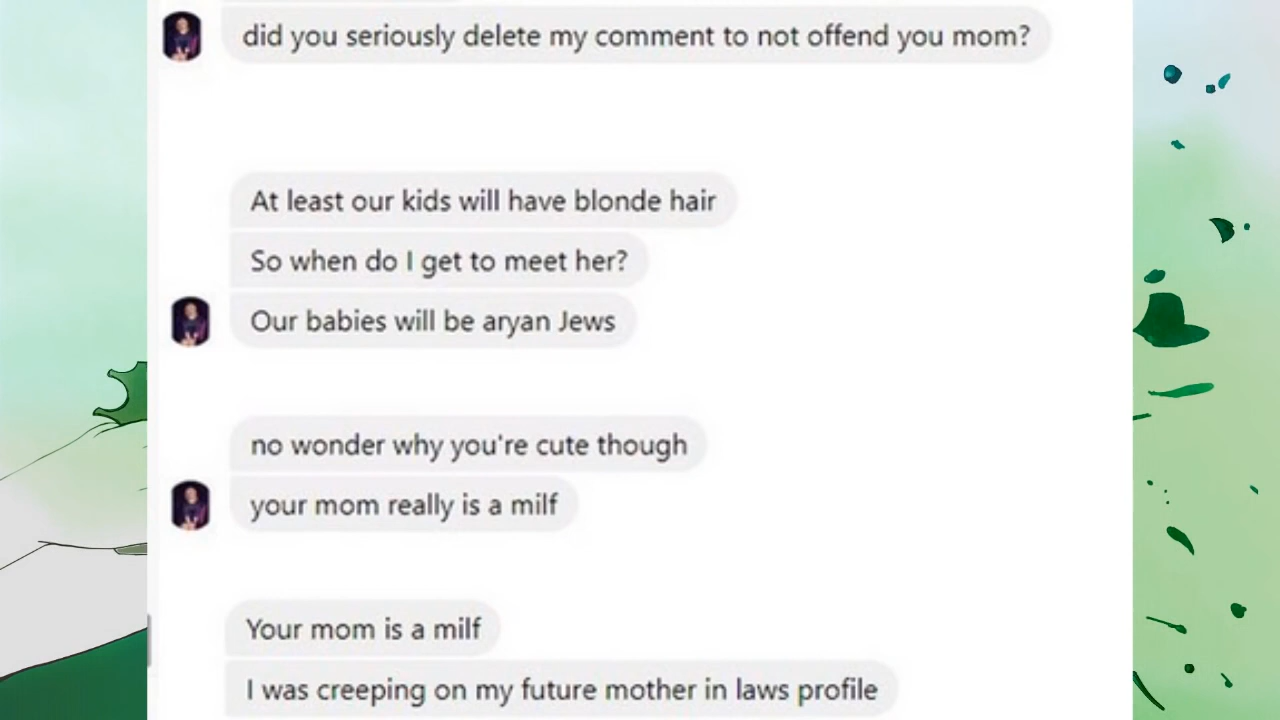 did you seriously delete my comment to not offend you mom?
At least our kids will have blonde hair
So when do I get to meet her?
Our babies will be aryan Jews
no wonder why you're cute though
your mom really is a milf
Your mom is a milf
I was creeping on my future mother in laws profile